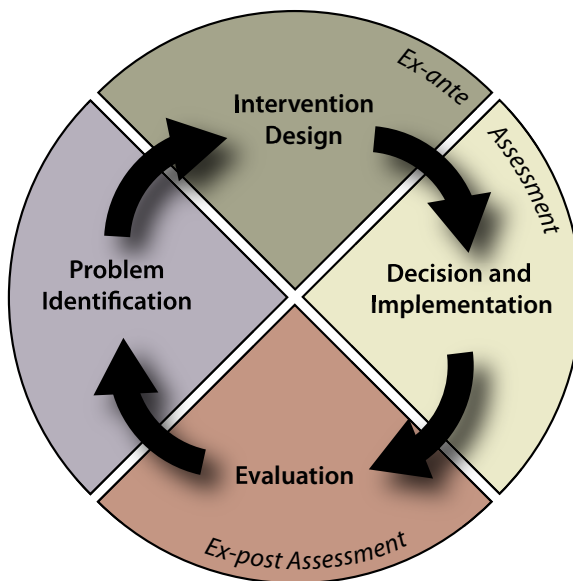 Ex-ante
Assessment
Intervention
Design
Problem
Identification
Decision and
Implementation
Evaluation
Ex-post Assessment